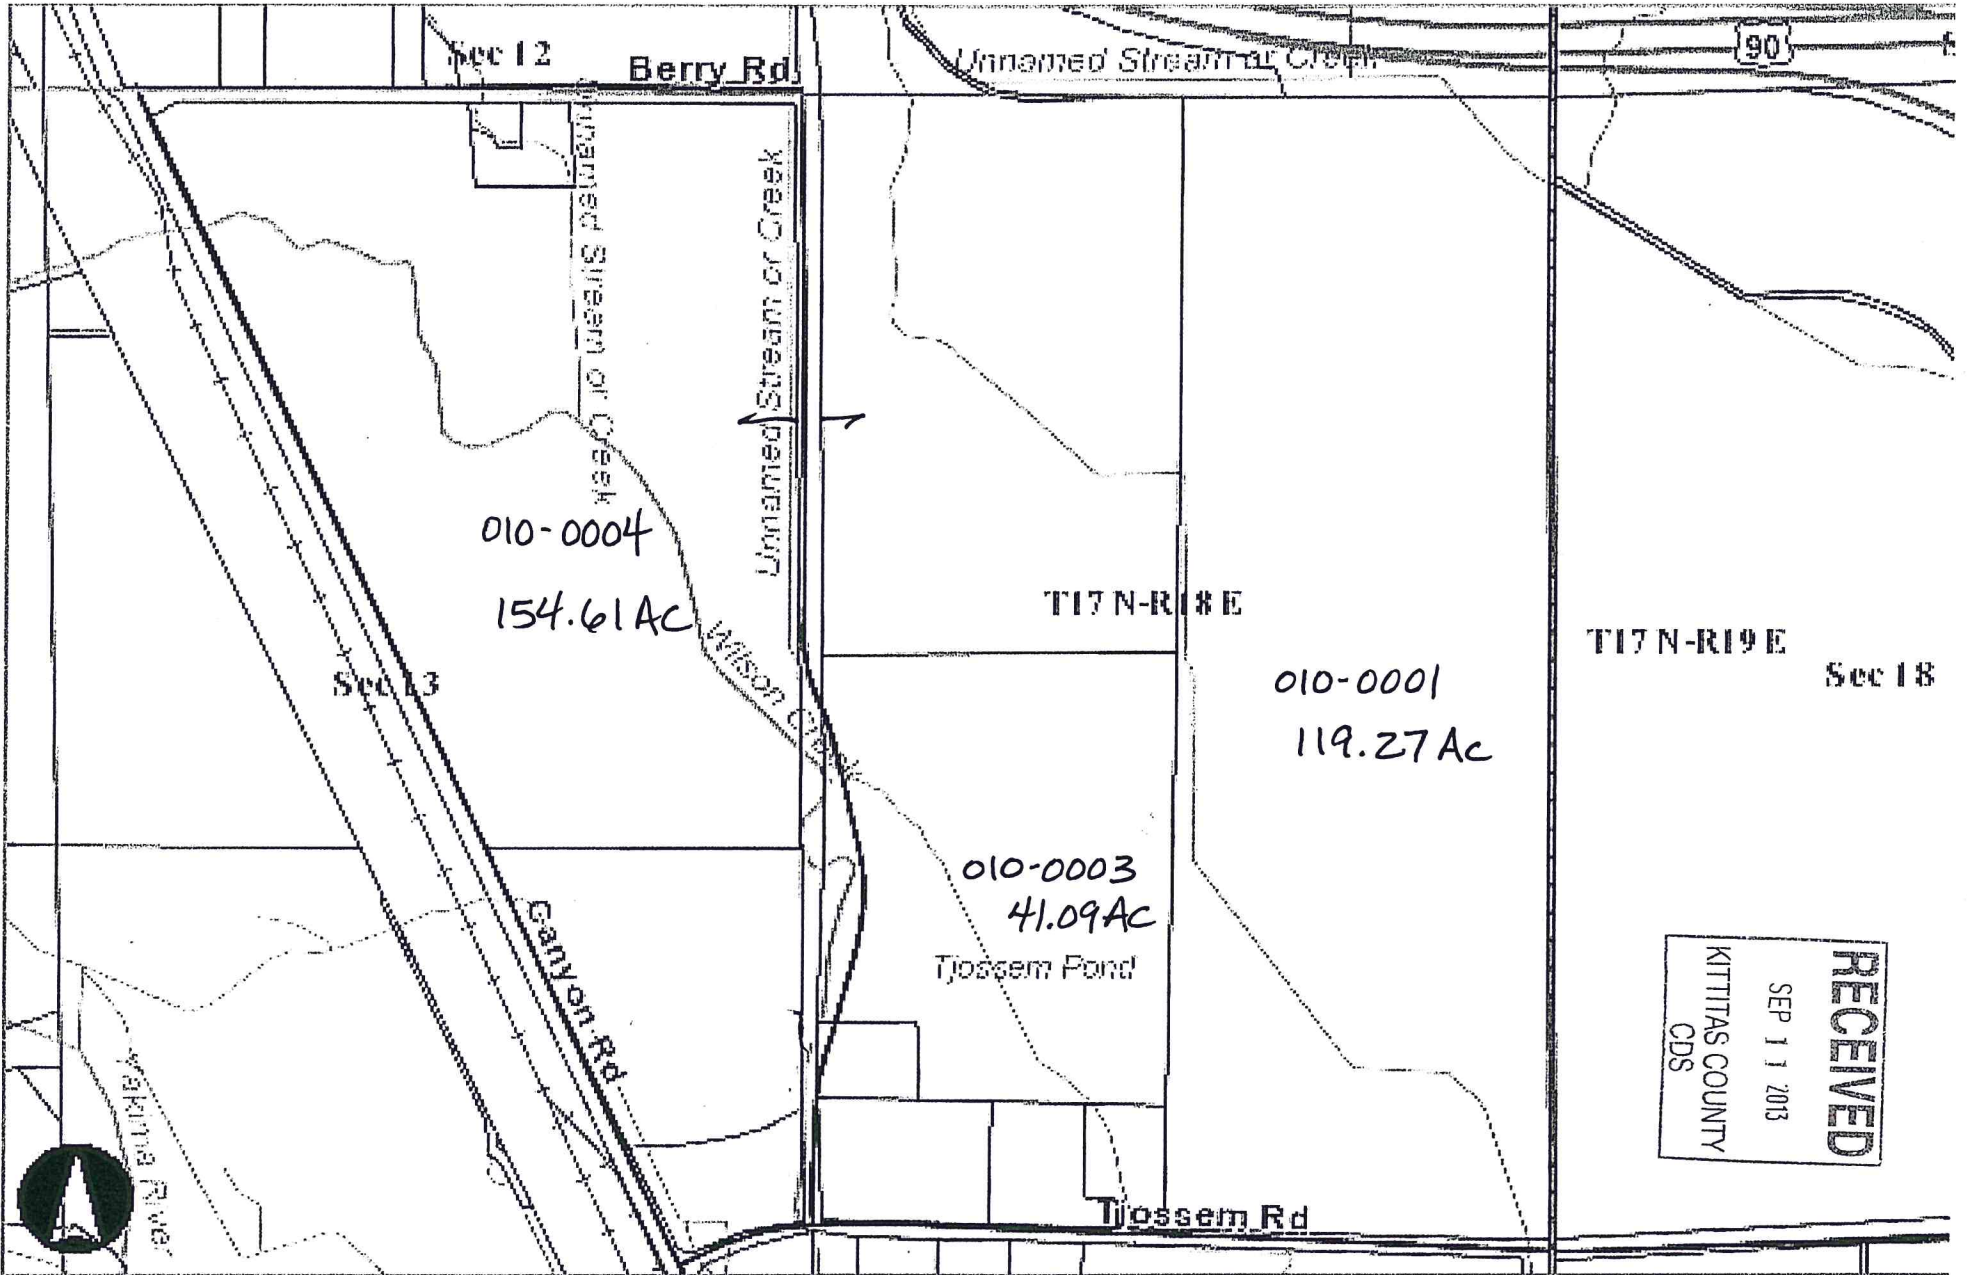 Sec 12
Berry Rd
Unnamed Stream or Creek
90
Unnamed Stream or Creek
Unnamed Stream or Creek
010-0004
154.61 AC
Wilson Creek
T17 N-R18 E
T17 N-R19 E
Sec 18
Sec 13
010-0001
119.27 Ac
010-0003
41.09 AC
Tjossem Pond
Canyon Rd
Yakima River
Tjossem Rd
RECEIVED
SEP 11 2013
KITTITAS COUNTY
CDS